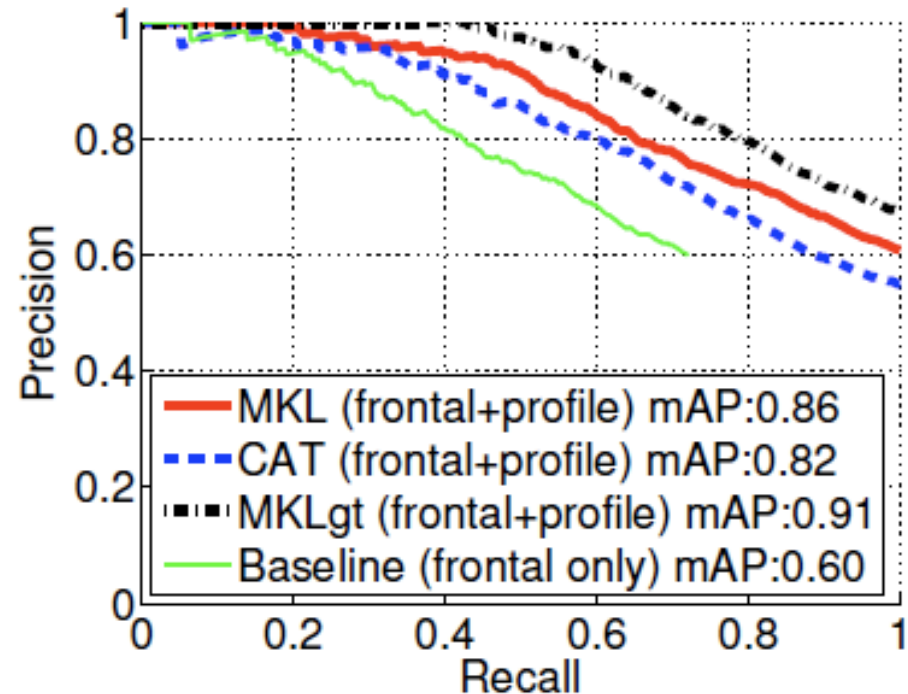 1
0.8
0.6
0.4
0.2
0
Precision
MKL (frontal+profile) mAP:0.86
CAT (frontal+profile) mAP:0.82
MKLgt (frontal+profile) mAP:0.91
Baseline (frontal only) mAP:0.60
0 0.2 0.4 0.6 0.8 1
Recall